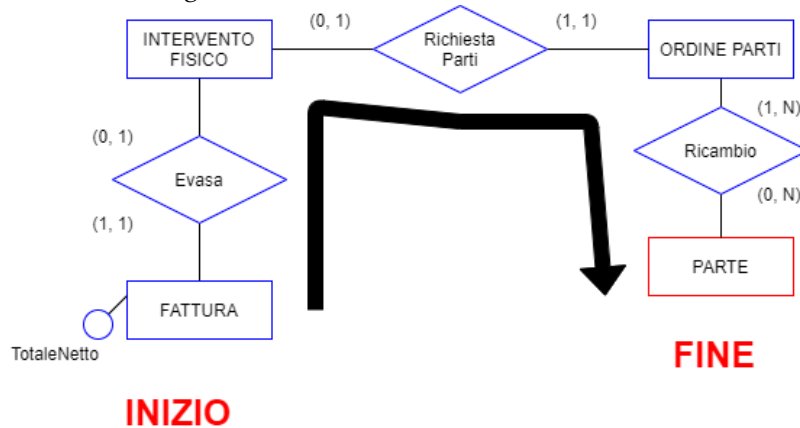 (0, 1)
(1, 1)
INTERVENTO
FISICO
Richiesta
Parti
ORDINE PARTI
(1, N)
(0, 1)
Evasa
Ricambio
(0, N)
(1, 1)
PARTE
FATTURA
TotaleNetto
FINE
INIZIO